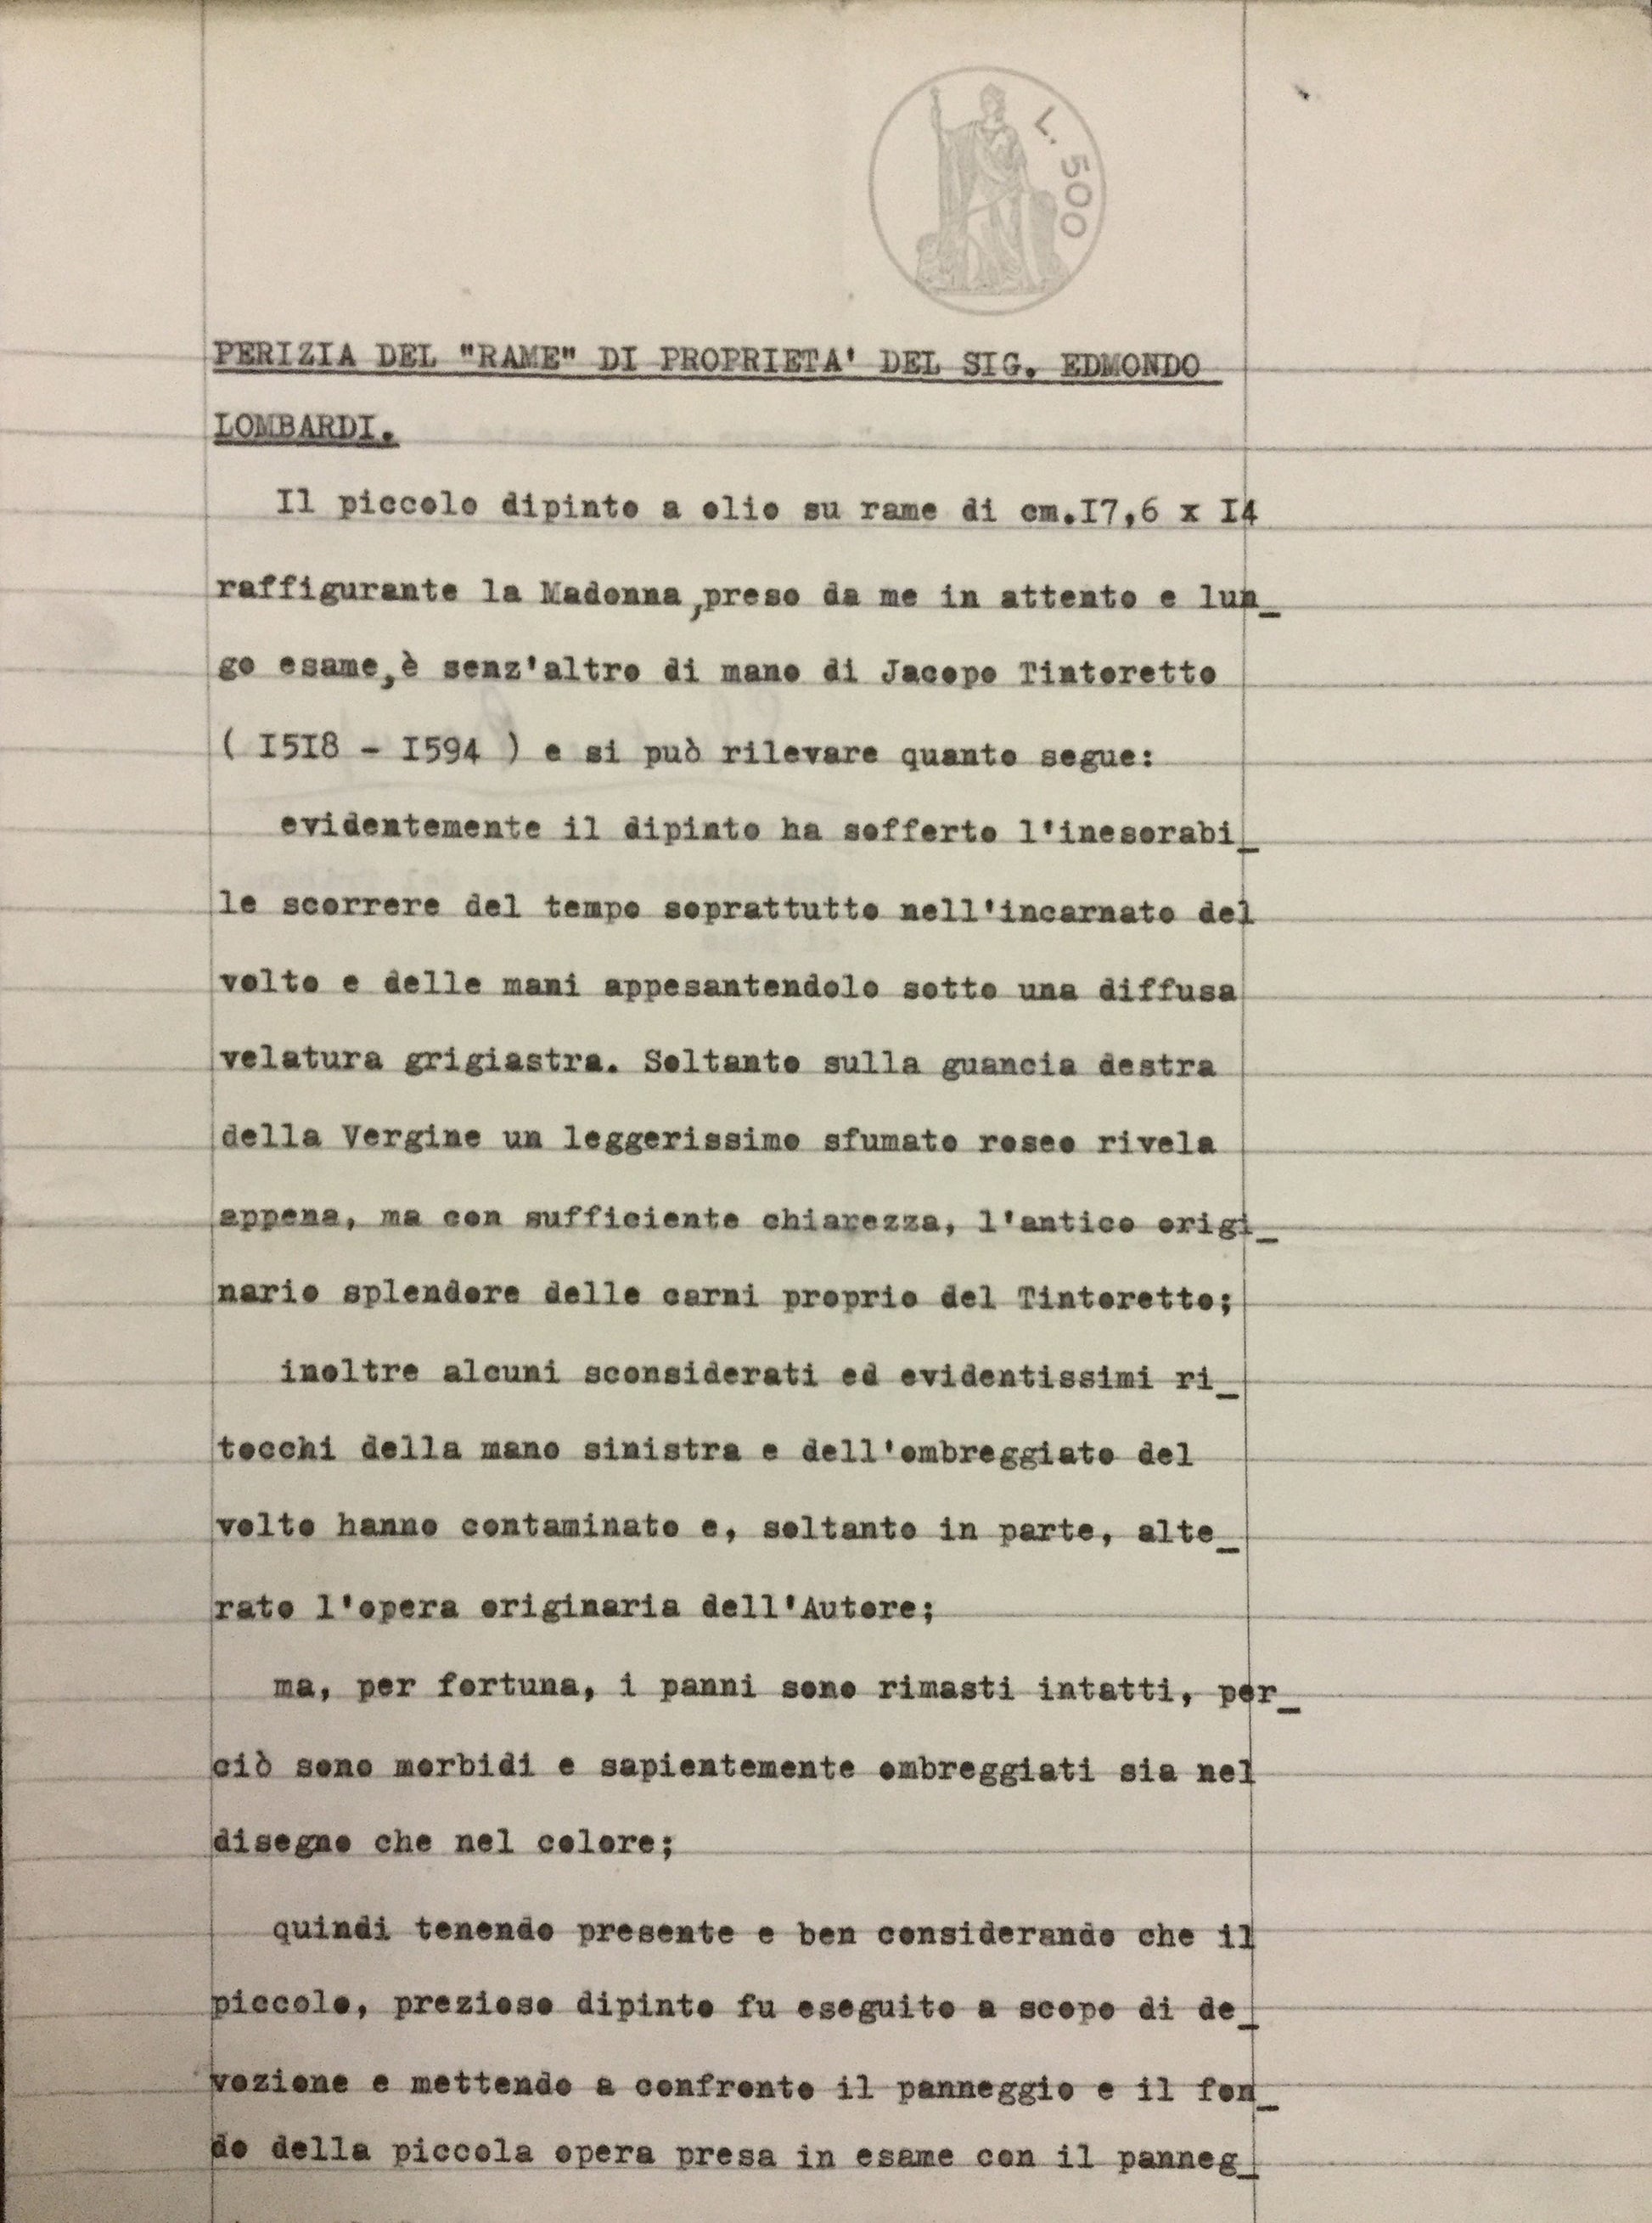 L. 500
PERIZIA DEL "RAME" DI PROPRIETA' DEL SIG. EDMONDO
LOMBARDI.
Il piccolo dipinto a olio su rame di cm.I7,6 x I4
raffigurante la Madonna,preso da me in attento e lun_
go esame,è senz'altro di mano di Jacopo Tintoretto
( I5I8 - I594 ) e si può rilevare quanto segue:
evidentemente il dipinto ha sofferto l'inesorabi_
le scorrere del tempo soprattutto nell'incarnato del
volto e delle mani appesantendolo sotto una diffusa
velatura grigiastra. Soltanto sulla guancia destra
della Vergine un leggerissimo sfumato roseo rivela
appena, ma con sufficiente chiarezza, l'antico origi_
nario splendore delle carni proprio del Tintoretto;
inoltre alcuni sconsiderati ed evidentissimi ri_
tocchi della mano sinistra e dell'ombreggiato del
volto hanno contaminato e, soltanto in parte, alte_
rato l'opera originaria dell'Autore;
ma, per fortuna, i panni sono rimasti intatti, per_
ciò sono morbidi e sapientemente ombreggiati sia nel
disegno che nel colore;
quindi tenendo presente e ben considerando che il
piccolo, prezioso dipinto fu eseguito a scopo di de_
vozione e mettendo a confronto il panneggio e il fon_
do della piccola opera presa in esame con il panneg_